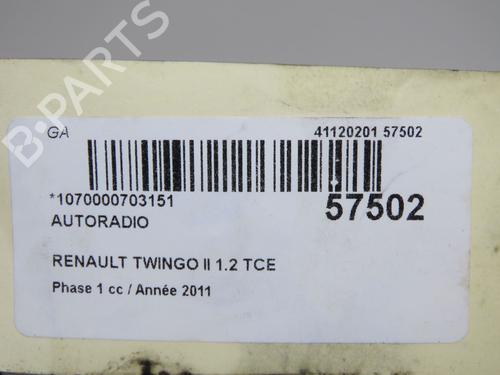 B-PARTS
GA
41120201 57502
*1070000703151
57502
AUTORADIO
RENAULT TWINGO II 1.2 TCE
Phase 1 cc / Année 2011